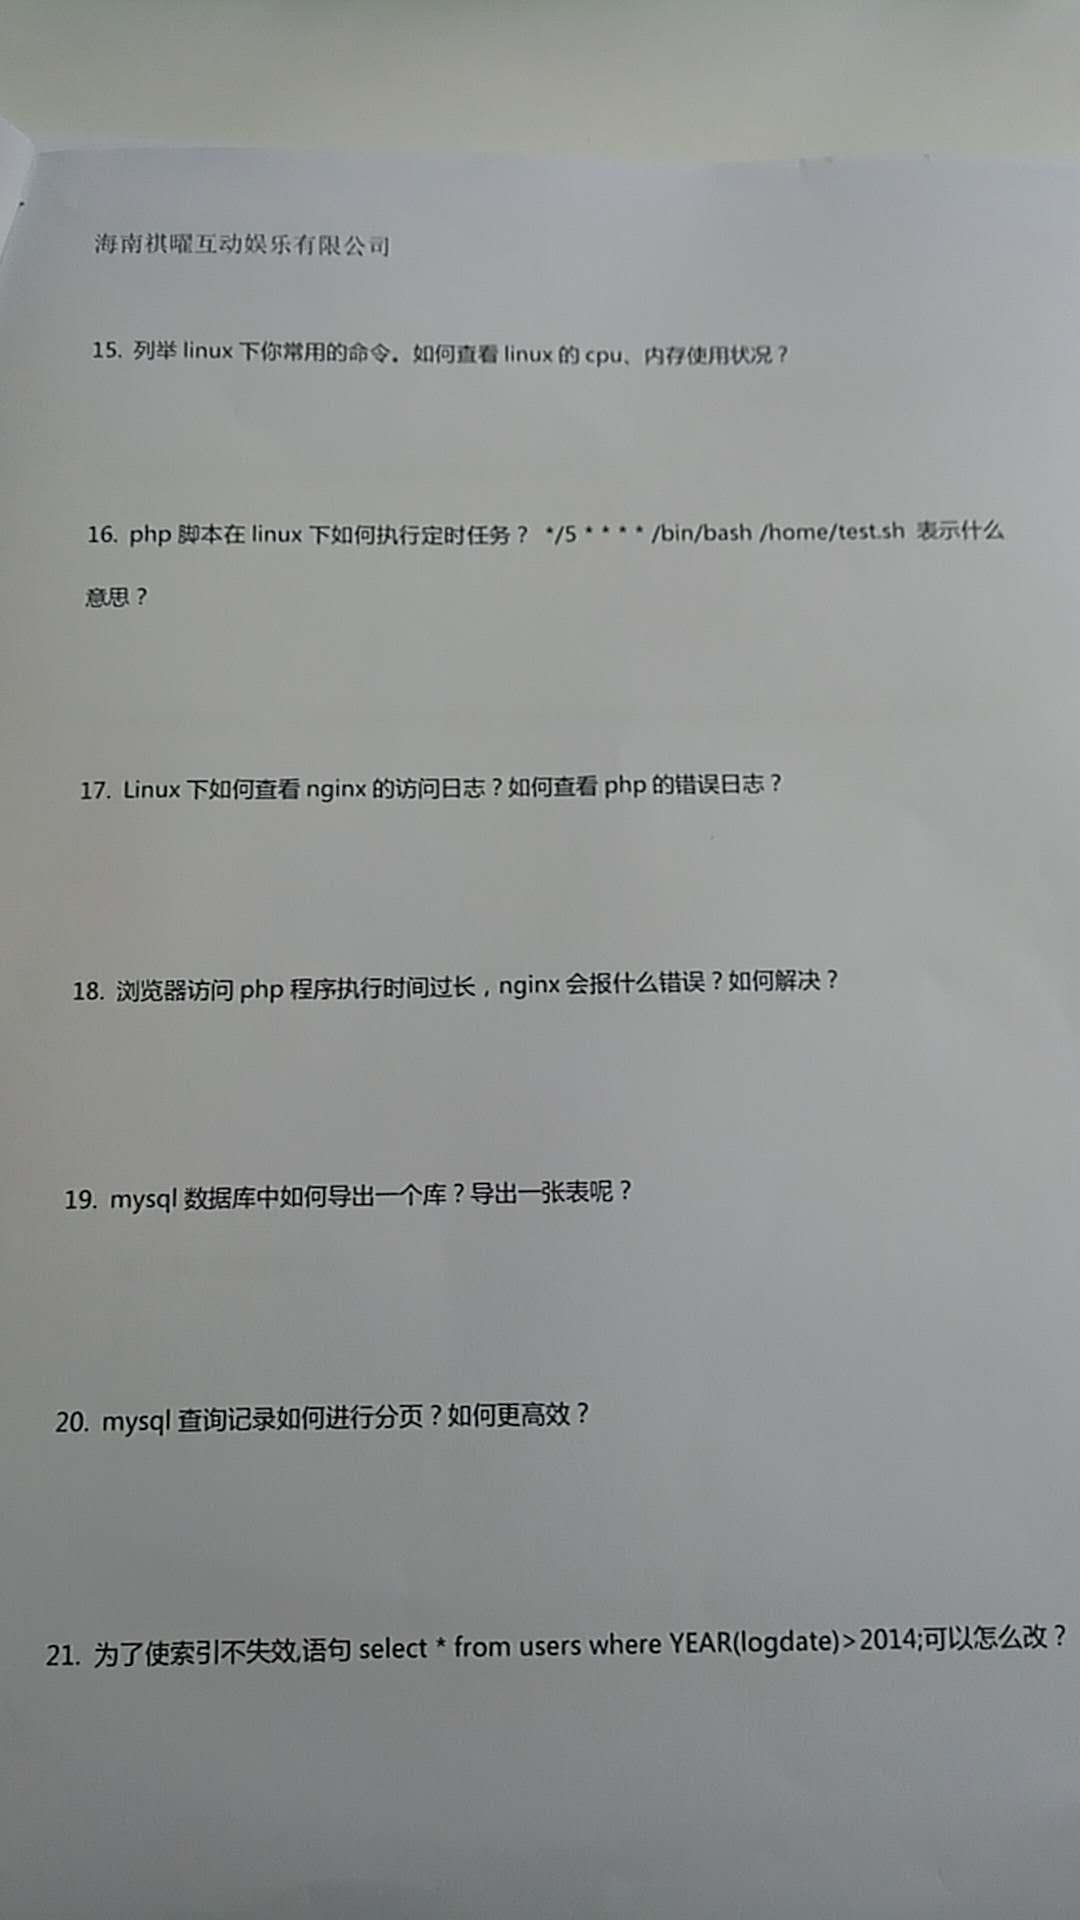 海南祺曜互动娱乐有限公司
15. 列举 linux 下你常用的命令。如何查看 linux 的 cpu、内存使用状况？
16. php 脚本在 linux 下如何执行定时任务？ */5 * * * * /bin/bash /home/test.sh 表示什么
意思？
17. Linux 下如何查看 nginx 的访问日志？如何查看 php 的错误日志？
18. 浏览器访问 php 程序执行时间过长，nginx 会报什么错误？如何解决？
19. mysql 数据库中如何导出一个库？导出一张表呢？
20. mysql 查询记录如何进行分页？如何更高效？
21. 为了使索引不失效,语句 select * from users where YEAR(logdate)>2014;可以怎么改？